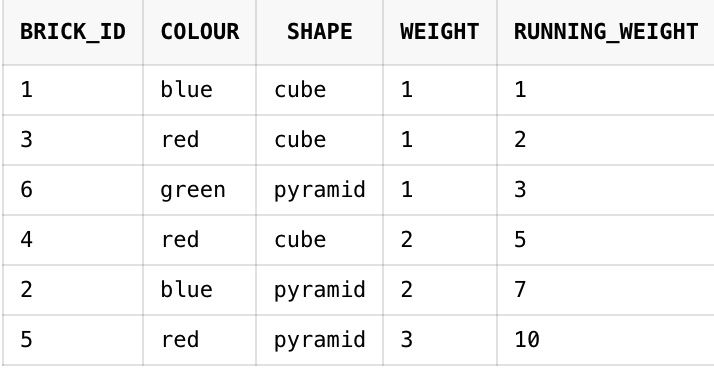 BRICK_ID COLOUR SHAPE WEIGHT RUNNING_WEIGHT
1 blue cube 1 1
3 red cube 1 2
6 green pyramid 1 3
4 red cube 2 5
2 blue pyramid 2 7
5 red pyramid 3 10